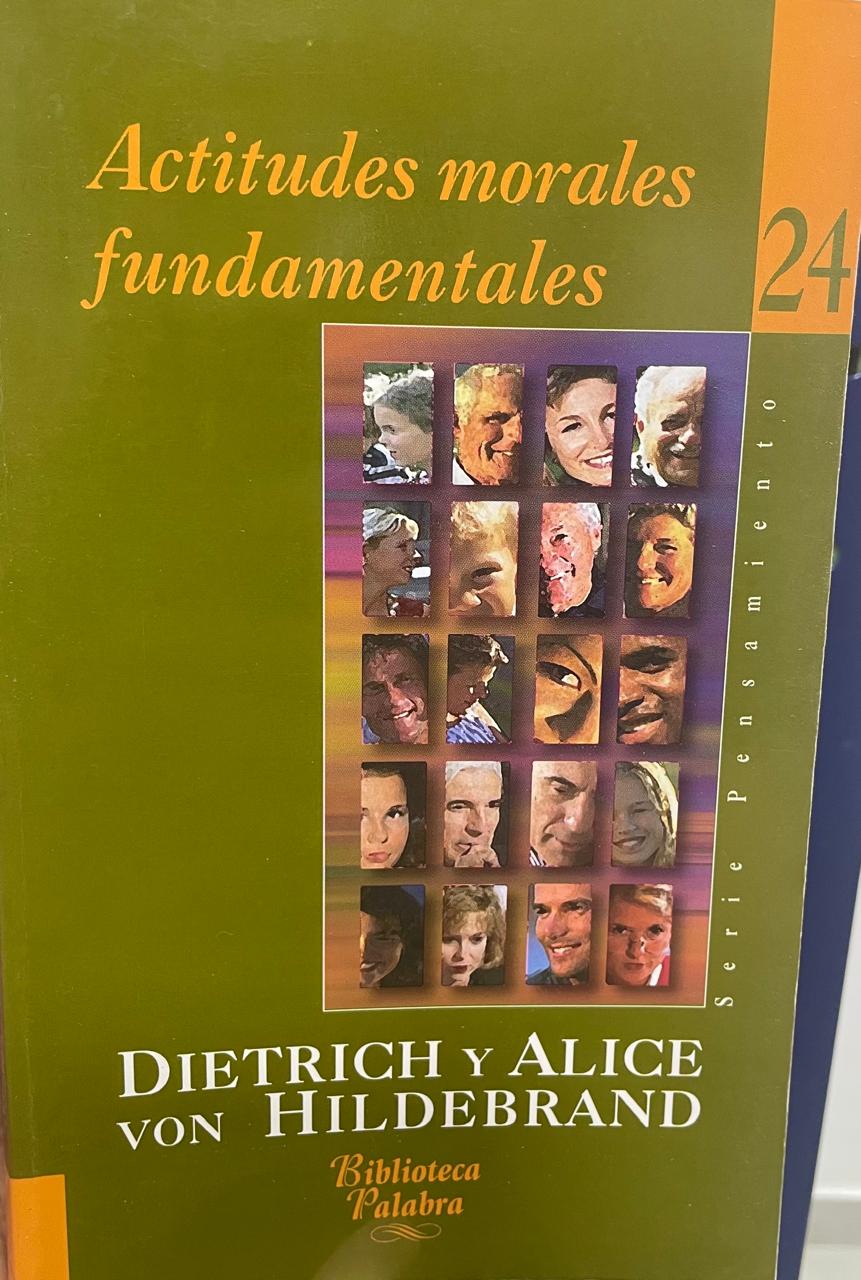 Actitudes morales
fundamentales
24
Serie Pensamiento
DIETRICH Y ALICE
VON HILDEBRAND
Biblioteca
Palabra